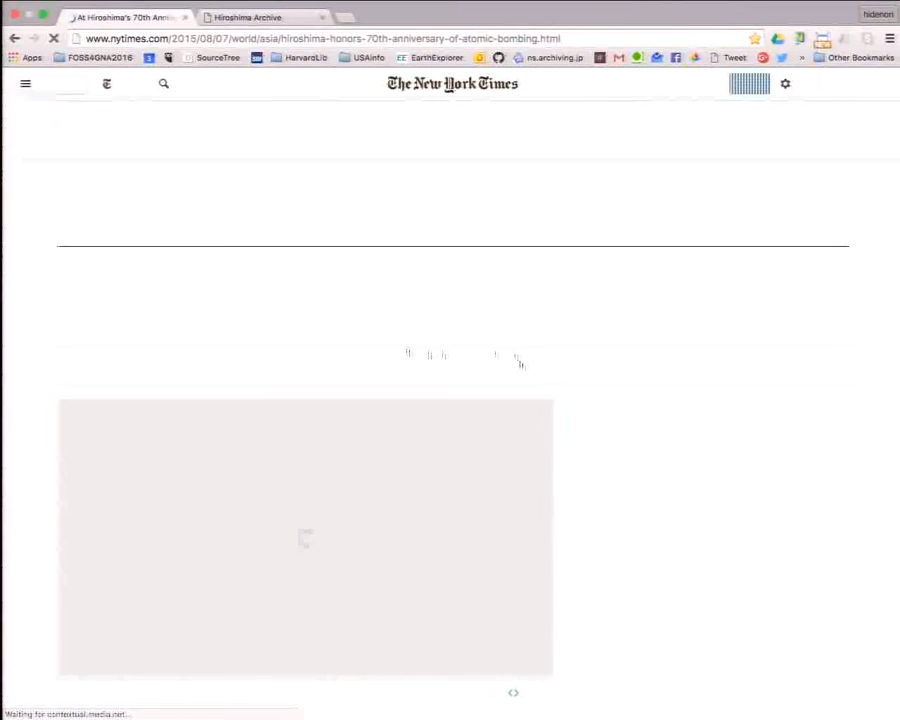 At Hiroshima's 70th Anni
Hiroshima Archive
hidenori
www.nytimes.com/2015/08/07/world/asia/hiroshima-honors-70th-anniversary-of-atomic-bombing.html
Apps FOSS4GNA2016 SourceTree HarvardLib USAinfo EE EarthExplorer ns.archiving.jp Tweet » Other Bookmarks
The New York Times
Waiting for contextual.media.net...